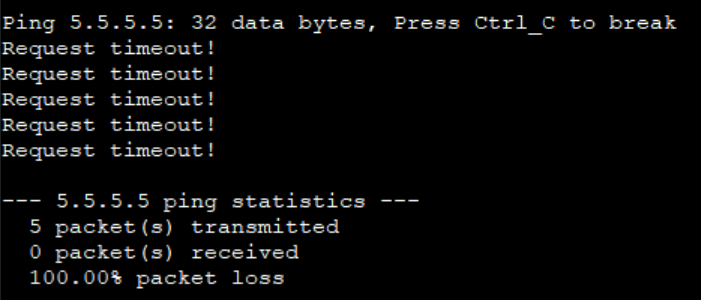 Ping 5.5.5.5: 32 data bytes, Press Ctrl_C to break
Request timeout!
Request timeout!
Request timeout!
Request timeout!
Request timeout!
--- 5.5.5.5 ping statistics ---
5 packet(s) transmitted
0 packet(s) received
100.00% packet loss